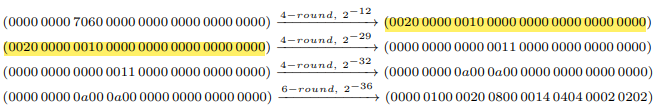 (0000 0000 7060 0000 0000 0000 0000 0000) 4−round, 2^{−12} → (0020 0000 0010 0000 0000 0000 0000 0000)
(0020 0000 0010 0000 0000 0000 0000 0000) 4−round, 2^{−29} → (0000 0000 0000 0011 0000 0000 0000 0000)
(0000 0000 0000 0011 0000 0000 0000 0000) 4−round, 2^{−32} → (0000 0000 0a00 0a00 0000 0000 0000 0000)
(0000 0000 0a00 0a00 0000 0000 0000 0000) 6−round, 2^{−36} → (0000 0100 0020 0800 0014 0404 0002 0202)